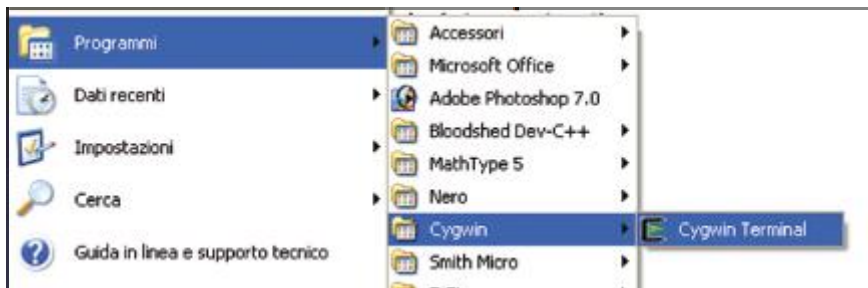 Programmi
Dati recenti
Impostazioni
Cerca
Guida in linea e supporto tecnico
Accessori
Microsoft Office
Adobe Photoshop 7.0
Bloodshed Dev-C++
MathType 5
Nero
Cygwin
Smith Micro
Cygwin Terminal